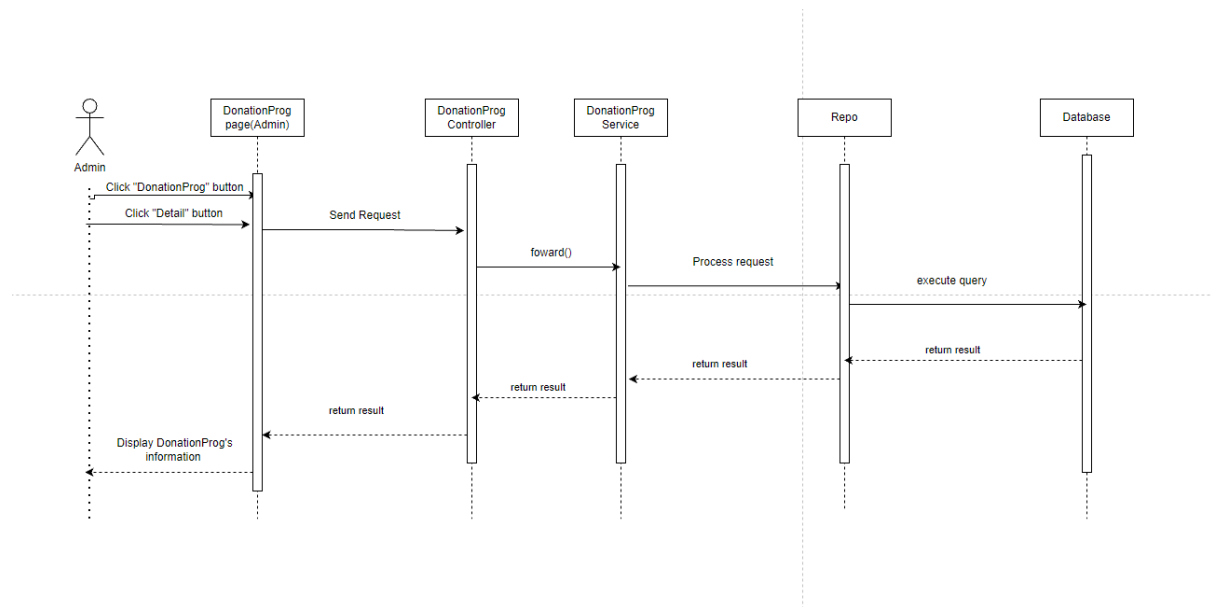 DonationProg
page(Admin)
DonationProg
Controller
DonationProg
Service
Repo
Database
Admin
Click "DonationProg" button
Click "Detail" button
Send Request
foward()
Process request
execute query
return result
return result
return result
return result
Display DonationProg's
information